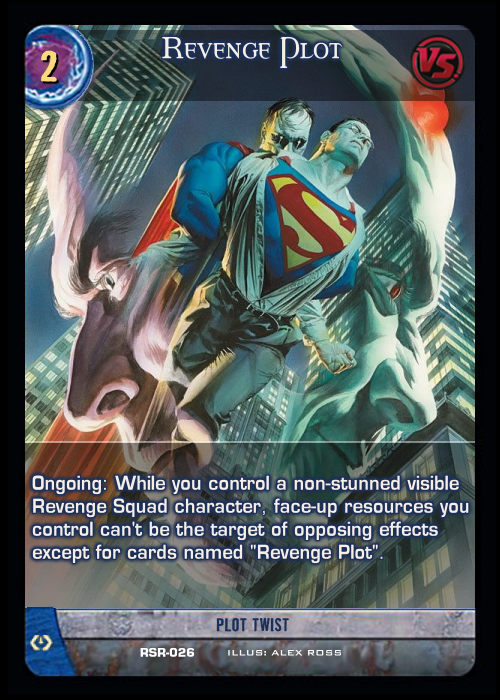 2
Revenge Plot
VS
S
Ongoing: While you control a non-stunned visible
Revenge Squad character, face-up resources you
control can't be the target of opposing effects
except for cards named "Revenge Plot".
PLOT TWIST
RSR-026 ILLUS: ALEX ROSS